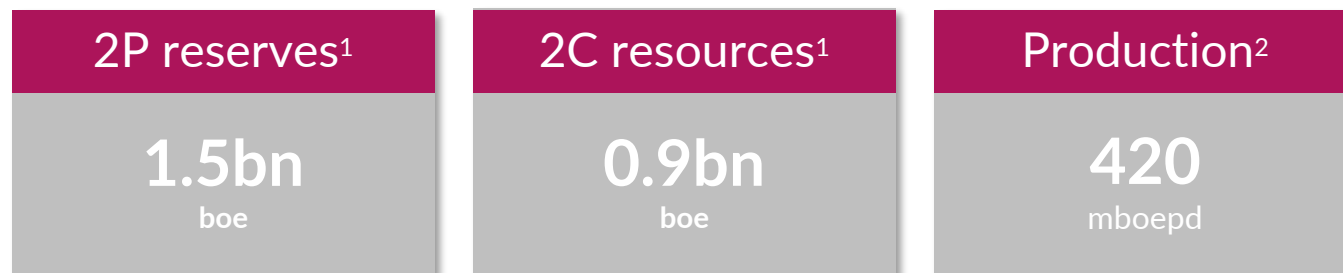 2P reserves¹
1.5bn
boe
2C resources¹
0.9bn
boe
Production²
420
mboepd